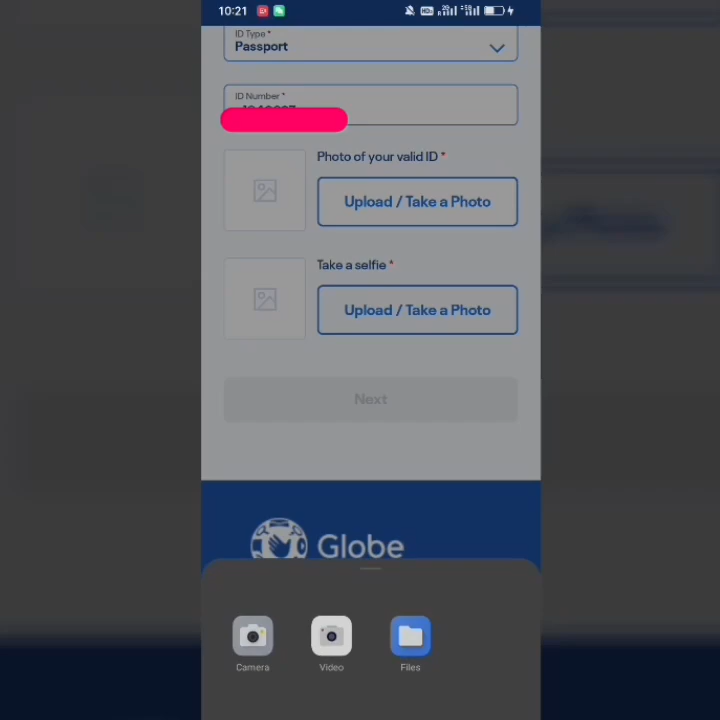 10:21
ID Type *
Passport
ID Number *
Photo of your valid ID *
Upload / Take a Photo
Take a selfie *
Upload / Take a Photo
Next
Globe
Camera
Video
Files